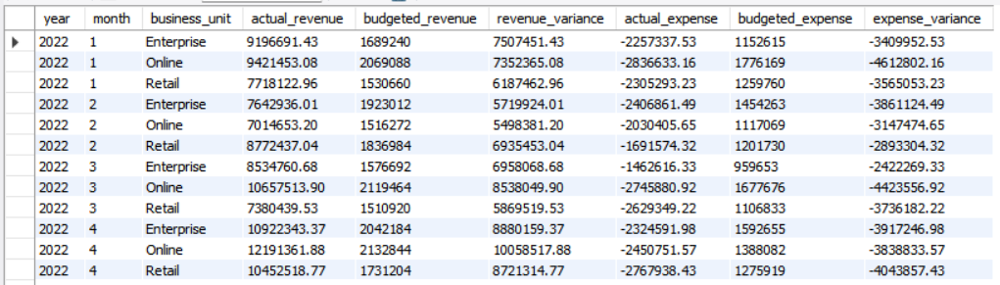 year month business_unit actual_revenue budgeted_revenue revenue_variance actual_expense budgeted_expense expense_variance
2022 1 Enterprise 9196691.43 1689240 7507451.43 -2257337.53 1152615 -3409952.53
2022 1 Online 9421453.08 2069088 7352365.08 -2836633.16 1776169 -4612802.16
2022 1 Retail 7718122.96 1530660 6187462.96 -2305293.23 1259760 -3565053.23
2022 2 Enterprise 7642936.01 1923012 5719924.01 -2406861.49 1454263 -3861124.49
2022 2 Online 7014653.20 1516272 5498381.20 -2030405.65 1117069 -3147474.65
2022 2 Retail 8772437.04 1836984 6935453.04 -1691574.32 1201730 -2893304.32
2022 3 Enterprise 8534760.68 1576692 6958068.68 -1462616.33 959653 -2422269.33
2022 3 Online 10657513.90 2119464 8538049.90 -2745880.92 1677676 -4423556.92
2022 3 Retail 7380439.53 1510920 5869519.53 -2629349.22 1106833 -3736182.22
2022 4 Enterprise 10922343.37 2042184 8880159.37 -2324591.98 1592655 -3917246.98
2022 4 Online 12191361.88 2132844 10058517.88 -2450751.57 1388082 -3838833.57
2022 4 Retail 10452518.77 1731204 8721314.77 -2767938.43 1275919 -4043857.43